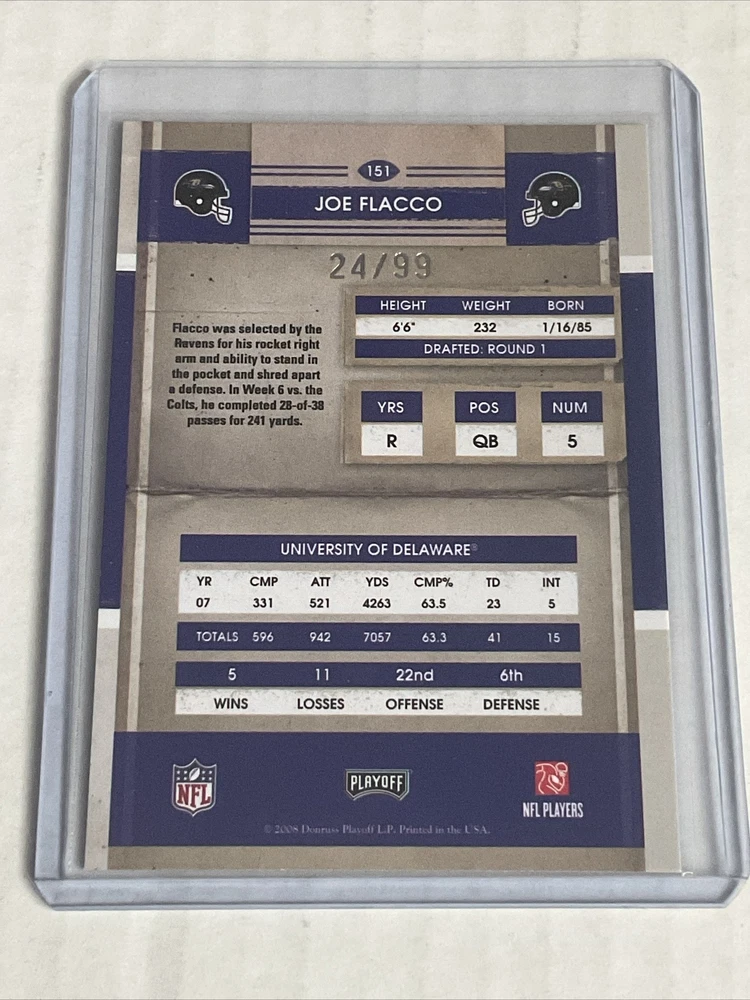 151
JOE FLACCO
24/99
HEIGHT WEIGHT BORN
6'6" 232 1/16/85
DRAFTED: ROUND 1
Flacco was selected by the
Ravens for his rocket right
arm and ability to stand in
the pocket and shred apart
a defense. In Week 6 vs. the
Colts, he completed 28-of-38
passes for 241 yards.
YRS POS NUM
R QB 5
UNIVERSITY OF DELAWARE®
YR CMP ATT YDS CMP% TD INT
07 331 521 4263 63.5 23 5
TOTALS 596 942 7057 63.3 41 15
5 11 22nd 6th
WINS LOSSES OFFENSE DEFENSE
NFL
PLAYOFF
NFL PLAYERS
© 2008 Donruss Playoff L.P. Printed in the USA.